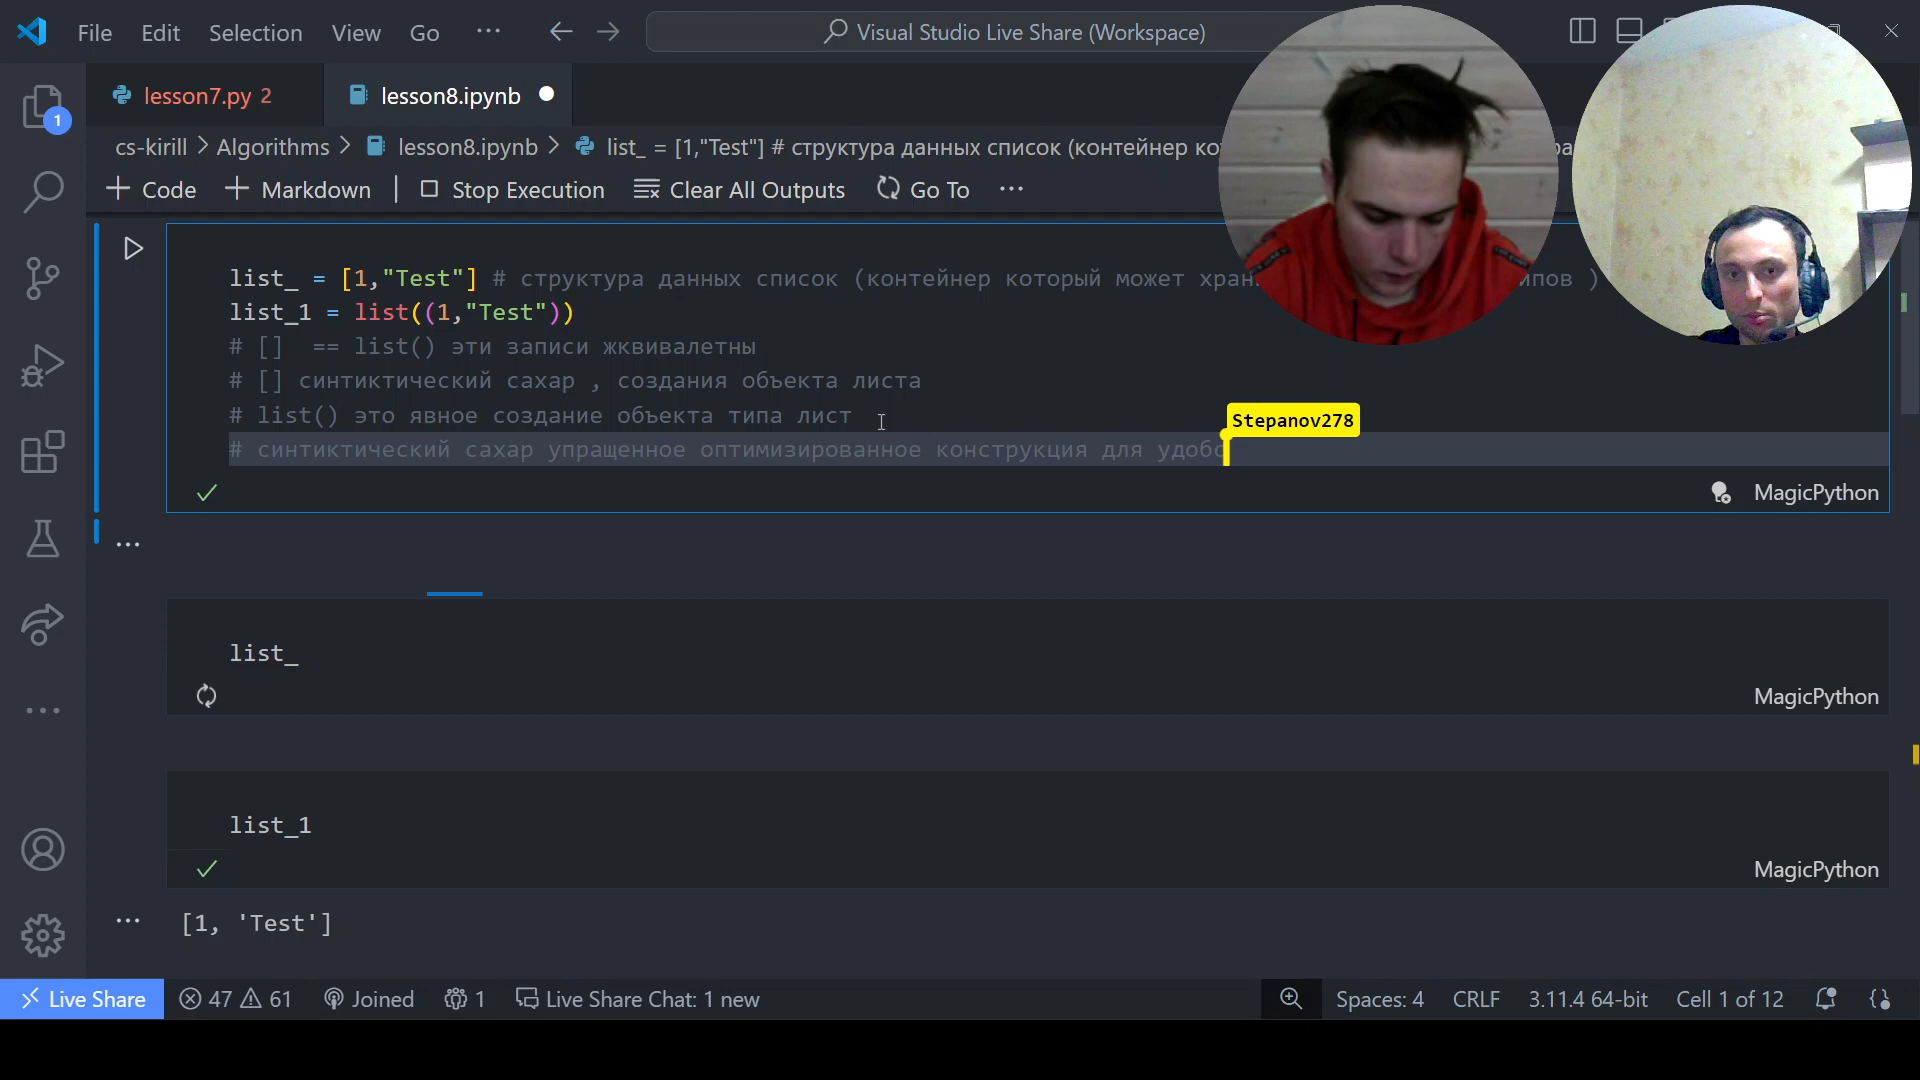 File Edit Selection View Go ··· Visual Studio Live Share (Workspace)
lesson7.py 2 lesson8.ipynb
cs-kirill > Algorithms > lesson8.ipynb > list_ = [1,"Test"] # структура данных список (контейнер
Code Markdown Stop Execution Clear All Outputs Go To ···
list_ = [1,"Test"] # структура данных список (контейнер который может )
list_1 = list((1,"Test"))
# [] == list() эти записи жквивалетны
# [] синтиктический сахар , создания объекта листа
# list() это явное создание объекта типа лист
Stepanov278
# синтиктический сахар упращенное оптимизированное конструкция для удобс
MagicPython
list_
MagicPython
list_1
MagicPython
[1, 'Test']
Live Share 47 61 Joined 1 Live Share Chat: 1 new Spaces: 4 CRLF 3.11.4 64-bit Cell 1 of 12
1